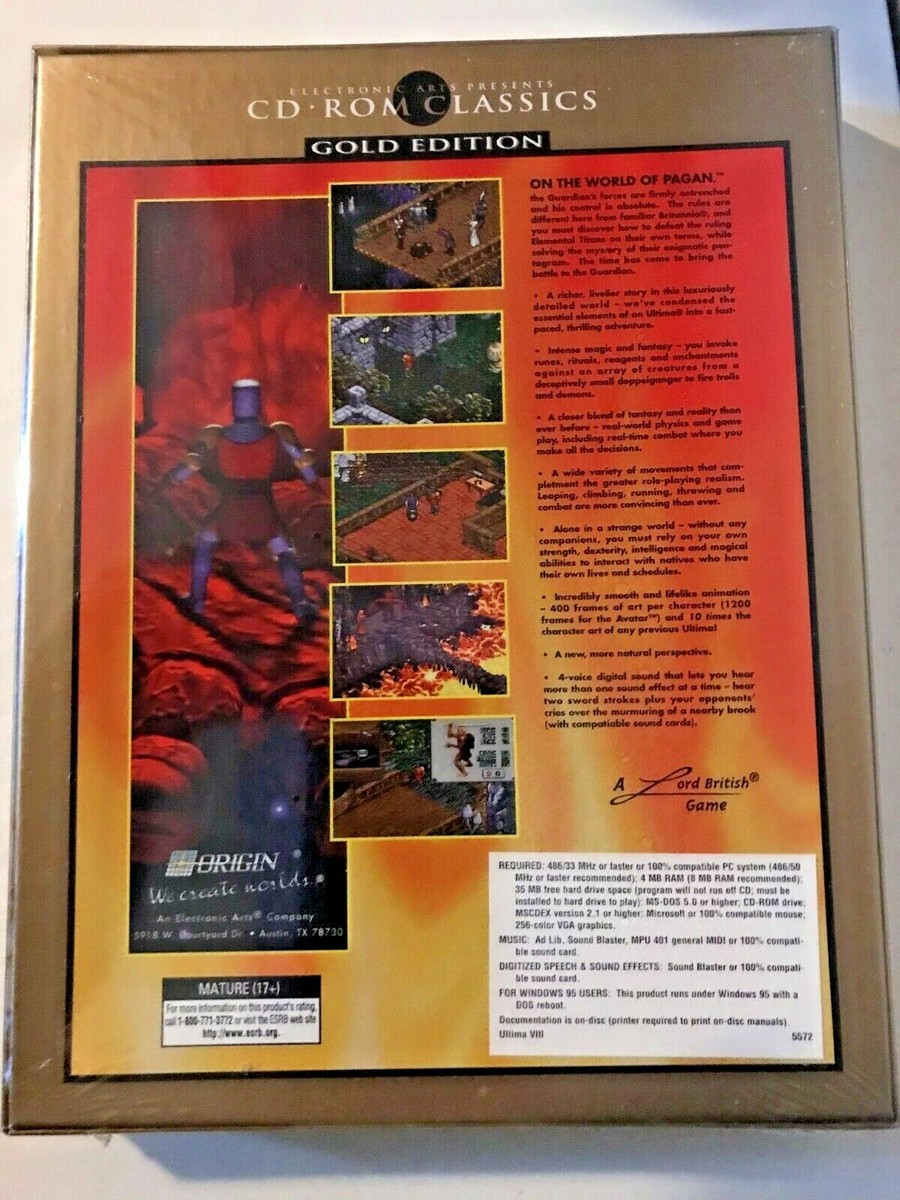 ELECTRONIC ARTS PRESENTS
CD·ROM CLASSICS
GOLD EDITION
ON THE WORLD OF PAGAN,™
the Guardian's forces are firmly entrenched
and his control is absolute. The rules are
different here from familiar Britannia®, and
you must discover how to defeat the ruling
Elemental Titans on their own terms, while
solving the mystery of their enigmatic pen-
tagram. The time has come to bring the
battle to the Guardian.
• A richer, livelier story in this luxuriously
detailed world – we've condensed the
essential elements of an Ultima® into a fast-
paced, thrilling adventure.
• Intense magic and fantasy – you invoke
runes, rituals, reagents and enchantments
against an array of creatures from a
deceptively small doppelganger to fire trolls
and demons.
• A closer blend of fantasy and reality than
ever before – real-world physics and game
play, including real-time combat where you
make all the decisions.
• A wide variety of movements that com-
pletment the greater role-playing realism.
Leaping, climbing, running, throwing and
combat are more convincing than ever.
• Alone in a strange world – without any
companions, you must rely on your own
strength, dexterity, intelligence and magical
abilities to interact with natives who have
their own lives and schedules.
• Incredibly smooth and lifelike animation
– 400 frames of art per character (1200
frames for the Avatar™) and 10 times the
character art of any previous Ultima!
• A new, more natural perspective.
• 4-voice digital sound that lets you hear
more than one sound effect at a time – hear
two sword strokes plus your opponents'
cries over the murmuring of a nearby brook
(with compatiable sound cards).
A Lord British®
Game
ORIGIN
We create worlds.®
An Electronic Arts® Company
5918 W. Courtyard Dr. • Austin, TX 78730
MATURE (17+)
For more information on this product's rating,
call 1-800-771-3772 or visit the ESRB web site
http://www.esrb.org.
REQUIRED: 486/33 MHz or faster or 100% compatible PC system (486/50
MHz or faster recommended); 4 MB RAM (8 MB RAM recommended);
35 MB free hard drive space (program will not run off CD; must be
installed to hard drive to play); MS-DOS 5.0 or higher; CD-ROM drive;
MSCDEX version 2.1 or higher; Microsoft or 100% compatible mouse;
256-color VGA graphics.
MUSIC: Ad Lib, Sound Blaster, MPU 401 general MIDI or 100% compati-
ble sound card.
DIGITIZED SPEECH & SOUND EFFECTS: Sound Blaster or 100% compati-
ble sound card.
FOR WINDOWS 95 USERS: This product runs under Windows 95 with a
DOS reboot.
Documentation is on-disc (printer required to print on-disc manuals).
Ultima VIII 5572